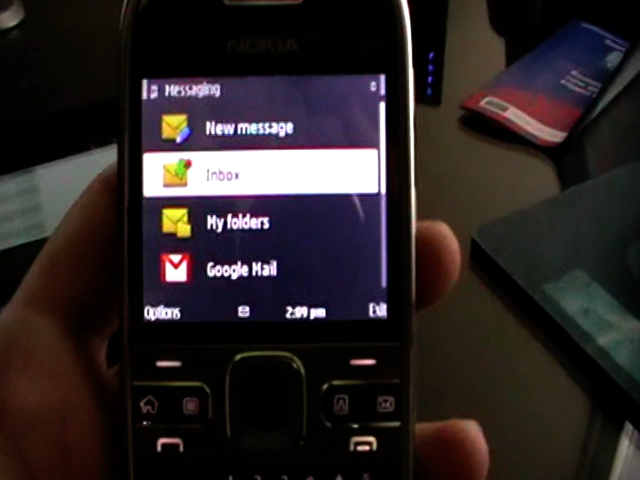 NOKIA
Messaging
New message
Inbox
My folders
Google Mail
Options 2:09 pm Exit